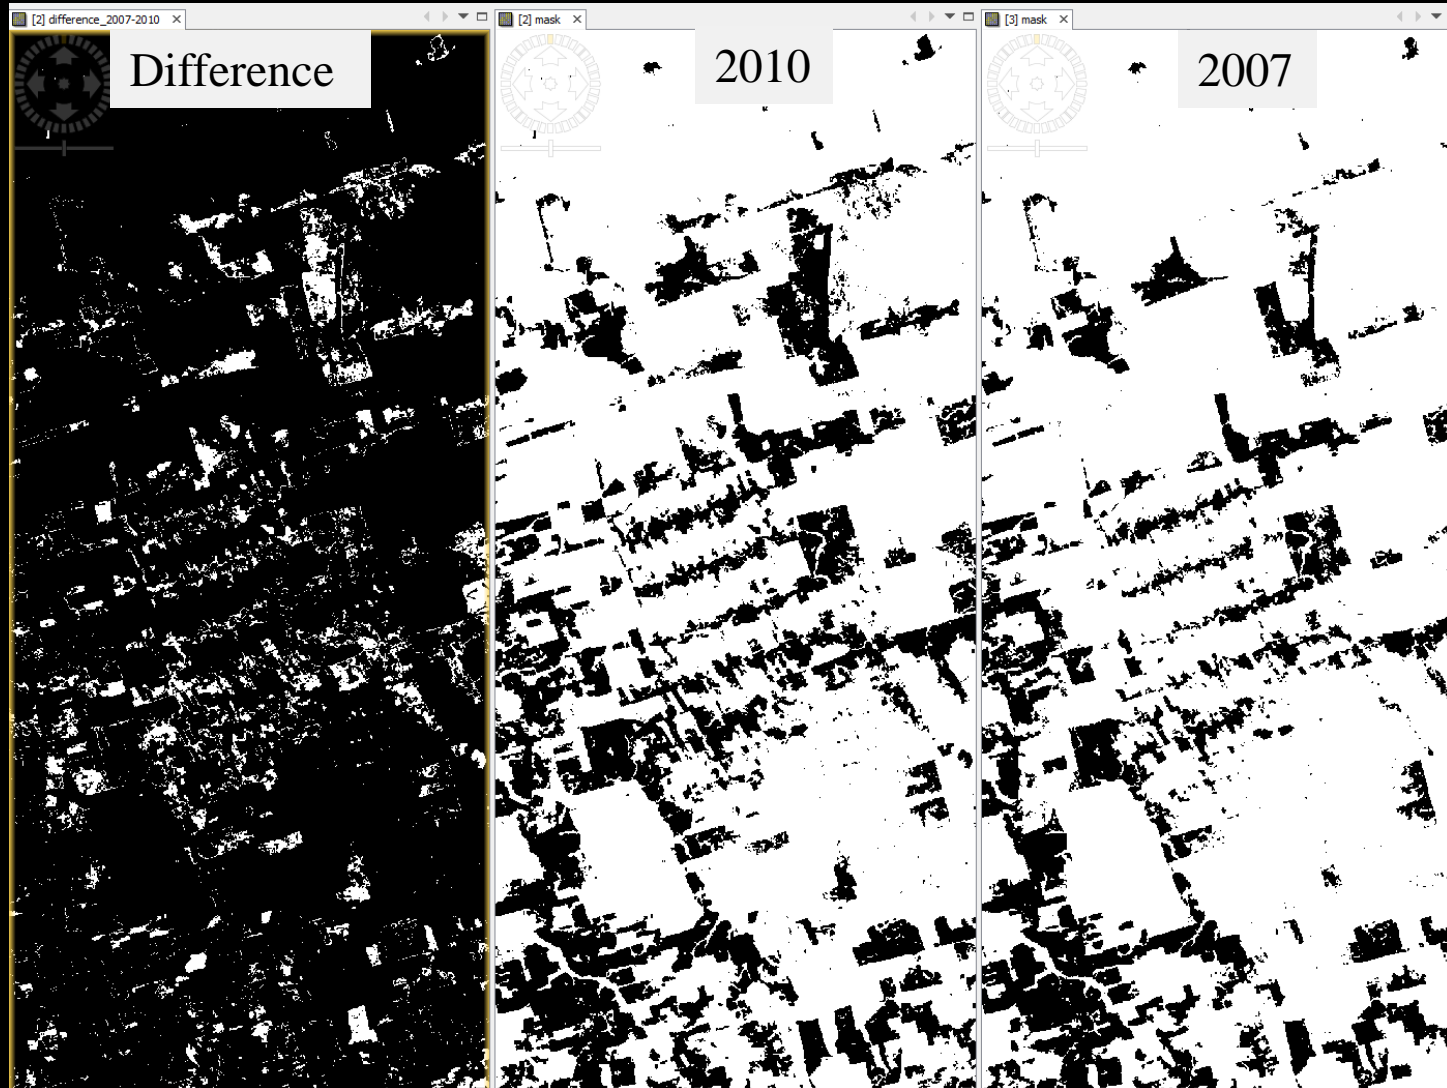 [2] difference_2007-2010
[2] mask
[3] mask
Difference
2010
2007